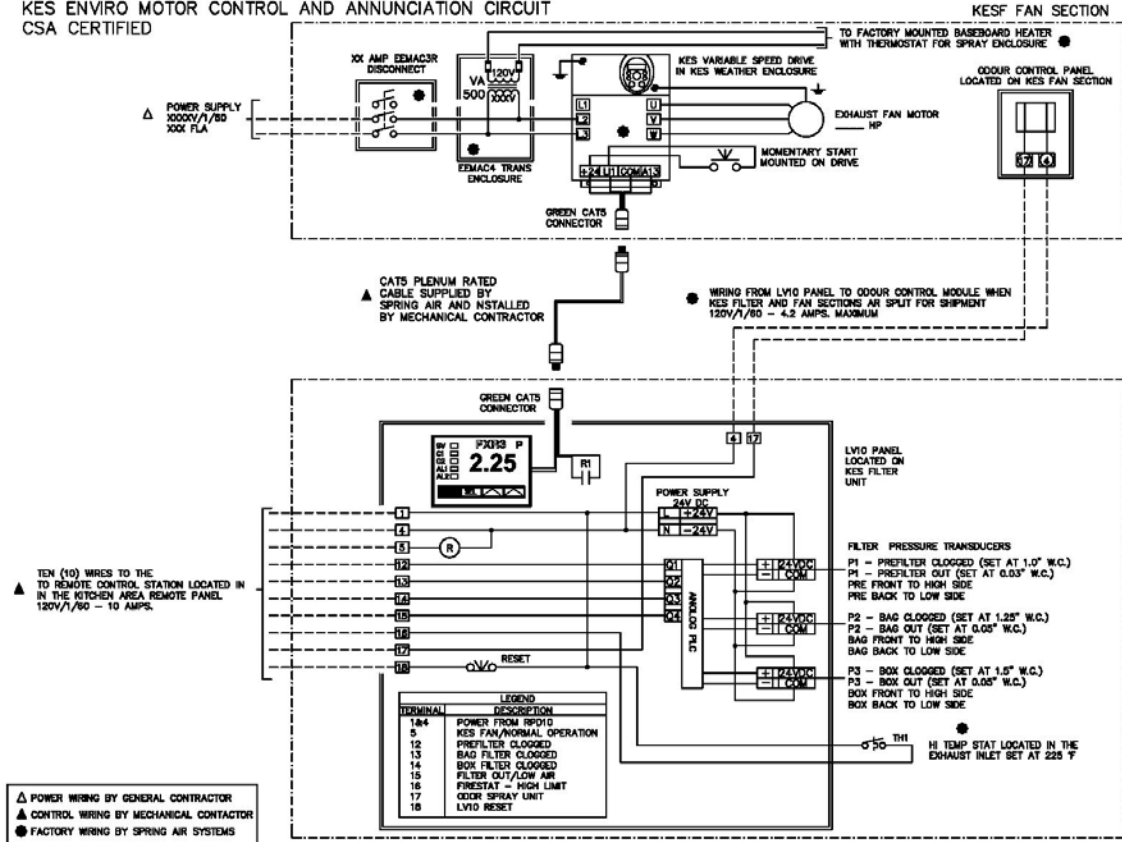 KES ENVIRO MOTOR CONTROL AND ANNUNCIATION CIRCUIT
CSA CERTIFIED
KESF FAN SECTION
TO FACTORY MOUNTED BASEBOARD HEATER
WITH THERMOSTAT FOR SPRAY ENCLOSURE
XX AMP EEMAC3R
DISCONNECT
VA
500
120V
XXXV
EEMAC4 TRANS
ENCLOSURE
KES VARIABLE SPEED DRIVE
IN KES WEATHER ENCLOSURE
L1
L2
L3
U
V
W
+24 LI1 COM A13
EXHAUST FAN MOTOR
____ HP
MOMENTARY START
MOUNTED ON DRIVE
ODOUR CONTROL PANEL
LOCATED ON KES FAN SECTION
17 4
POWER SUPPLY
XXXXV/1/60
XXX FLA
GREEN CAT5
CONNECTOR
CAT5 PLENUM RATED
CABLE SUPPLIED BY
SPRING AIR AND NSTALLED
BY MECHANICAL CONTRACTOR
WIRING FROM LV10 PANEL TO ODOUR CONTROL MODULE WHEN
KES FILTER AND FAN SECTIONS AR SPLIT FOR SHIPMENT
120V/1/60 - 4.2 AMPS. MAXIMUM
GREEN CAT5
CONNECTOR
4 17
LV10 PANEL
LOCATED ON
KES FILTER
UNIT
SV
AL1
AL2
FXR3 P
2.25
R1
POWER SUPPLY
24V DC
L +24V
N -24V
1
4
5
12
13
14
15
16
17
18
R
Q1
Q2
Q3
Q4
ANOLOG PLC
+ 24VDC
- COM
+ 24VDC
- COM
+ 24VDC
- COM
RESET
TEN (10) WIRES TO THE
TO REMOTE CONTROL STATION LOCATED IN
IN THE KITCHEN AREA REMOTE PANEL
120V/1/60 - 10 AMPS.
FILTER PRESSURE TRANSDUCERS
P1 - PREFILTER CLOGGED (SET AT 1.0" W.C.)
P1 - PREFILTER OUT (SET AT 0.03" W.C.)
PRE FRONT TO HIGH SIDE
PRE BACK TO LOW SIDE
P2 - BAG CLOGGED (SET AT 1.25" W.C.)
P2 - BAG OUT (SET AT 0.05" W.C.)
BAG FRONT TO HIGH SIDE
BAG BACK TO LOW SIDE
P3 - BOX CLOGGED (SET AT 1.5" W.C.)
P3 - BOX OUT (SET AT 0.05" W.C.)
BOX FRONT TO HIGH SIDE
BOX BACK TO LOW SIDE
TH1
HI TEMP STAT LOCATED IN THE
EXHAUST INLET SET AT 225 °F
LEGEND
TERMINAL DESCRIPTION
1&4 POWER FROM RPD10
5 KES FAN/NORMAL OPERATION
12 PREFILTER CLOGGED
13 BAG FILTER CLOGGED
14 BOX FILTER CLOGGED
15 FILTER OUT/LOW AIR
16 FIRESTAT - HIGH LIMIT
17 ODOR SPRAY UNIT
18 LV10 RESET
POWER WIRING BY GENERAL CONTRACTOR
CONTROL WIRING BY MECHANICAL CONTACTOR
FACTORY WIRING BY SPRING AIR SYSTEMS